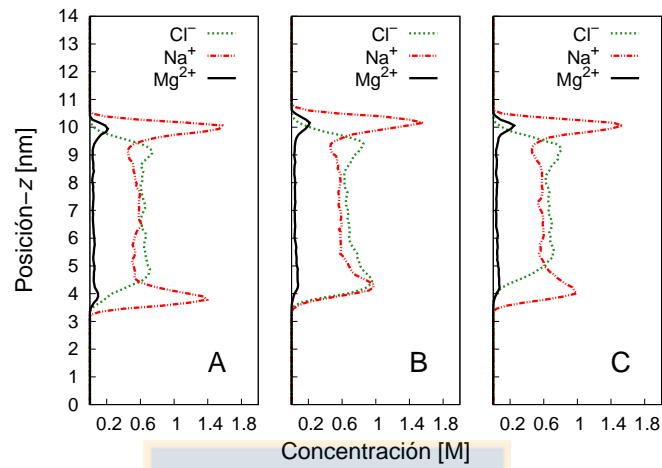 14
13
12
11
10
9
8
7
6
5
4
3
2
1
0
Posición−z [nm]
Cl⁻
Na⁺
Mg²⁺
A
0.2 0.6 1 1.4 1.8
Cl⁻
Na⁺
Mg²⁺
B
0.2 0.6 1 1.4 1.8
Cl⁻
Na⁺
Mg²⁺
C
0.2 0.6 1 1.4 1.8
Concentración [M]